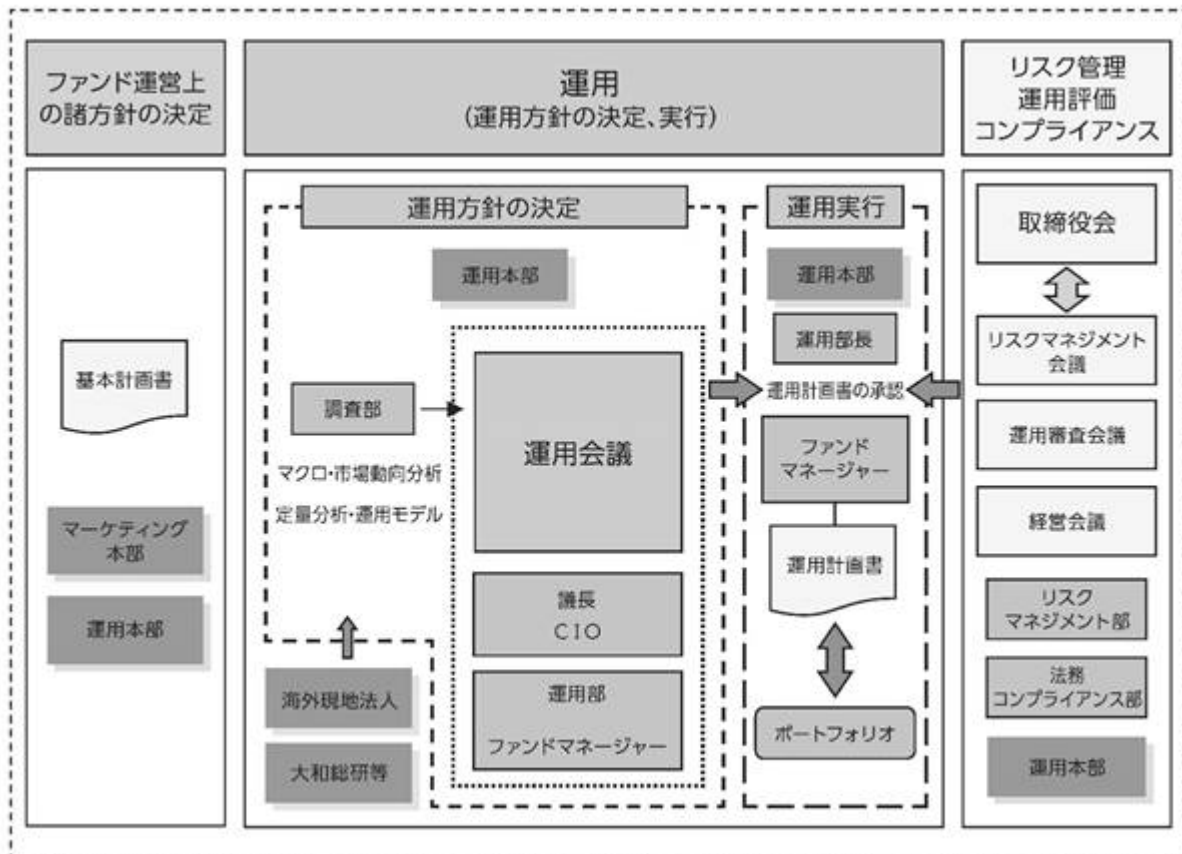 ファンド運営上
の諸方針の決定
運用
(運用方針の決定、実行)
リスク管理
運用評価
コンプライアンス
基本計画書
マーケティング
本部
運用本部
運用方針の決定
運用本部
調査部
マクロ・市場動向分析
定量分析・運用モデル
海外現地法人
大和総研等
運用会議
議長
CIO
運用部
ファンドマネージャー
運用実行
運用本部
運用部長
運用計画書の承認
ファンド
マネージャー
運用計画書
ポートフォリオ
取締役会
リスクマネジメント
会議
運用審査会議
経営会議
リスク
マネジメント部
法務
コンプライアンス部
運用本部